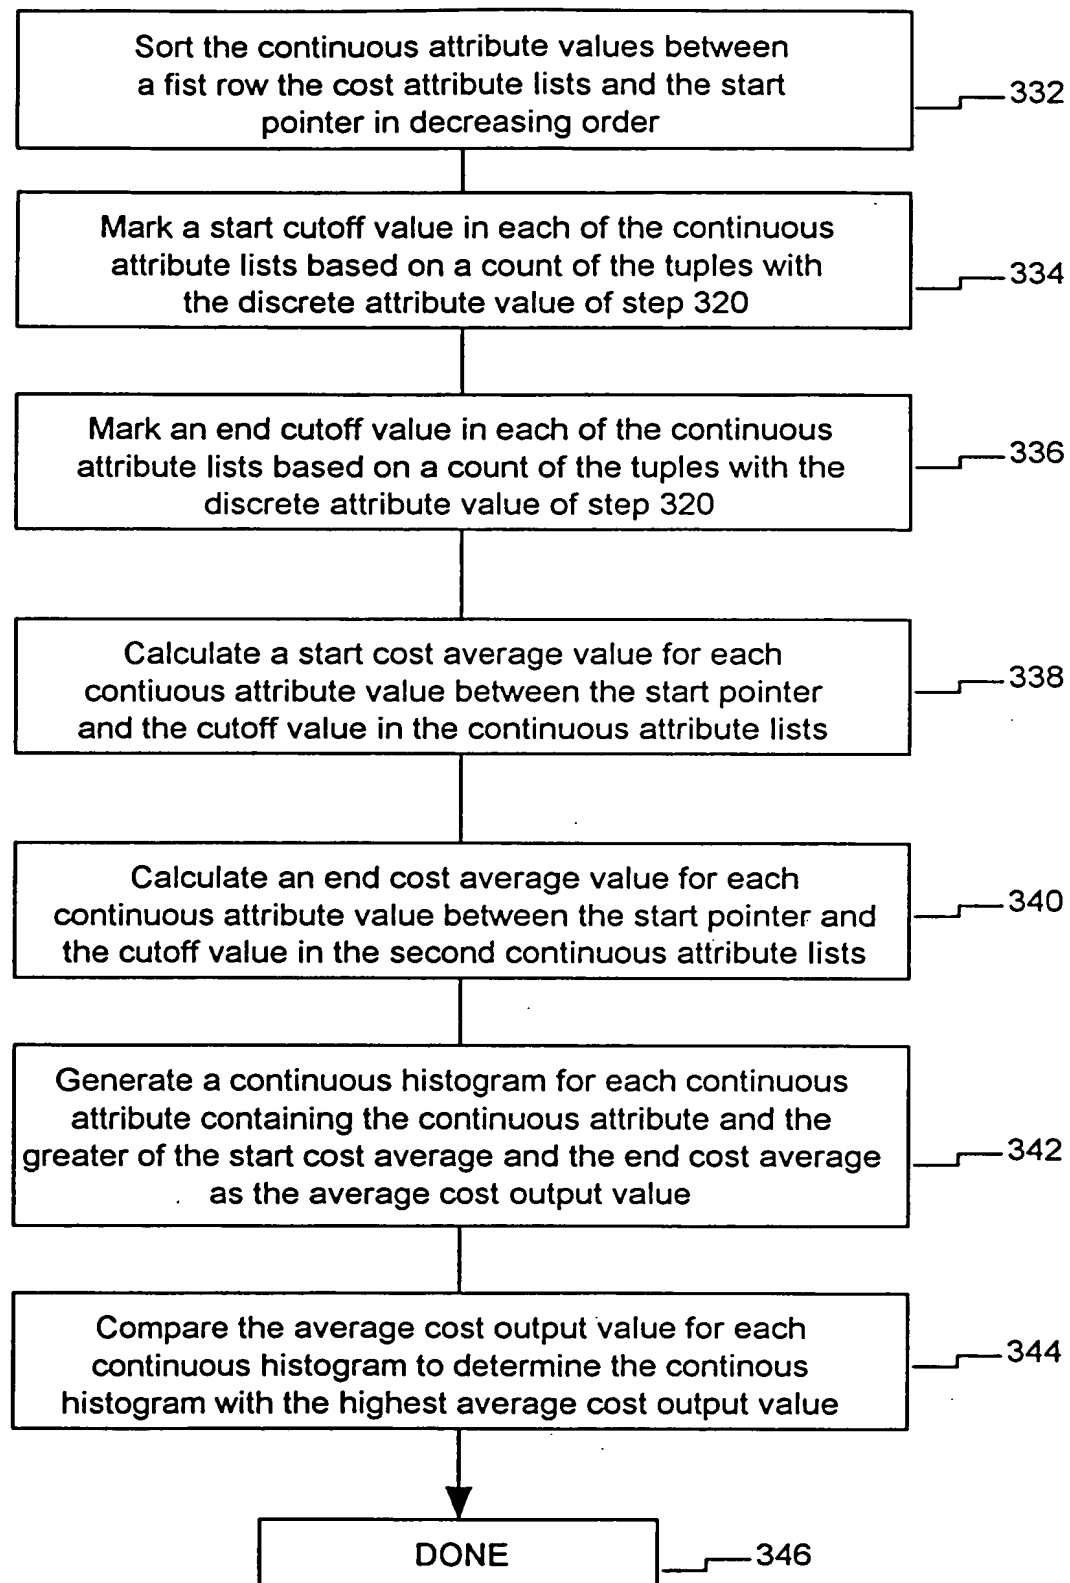 Sort the continuous attribute values between
a fist row the cost attribute lists and the start
pointer in decreasing order
332
Mark a start cutoff value in each of the continuous
attribute lists based on a count of the tuples with
the discrete attribute value of step 320
334
Mark an end cutoff value in each of the continuous
attribute lists based on a count of the tuples with the
discrete attribute value of step 320
336
Calculate a start cost average value for each
contiuous attribute value between the start pointer
and the cutoff value in the continuous attribute lists
338
Calculate an end cost average value for each
continuous attribute value between the start pointer and
the cutoff value in the second continuous attribute lists
340
Generate a continuous histogram for each continuous
attribute containing the continuous attribute and the
greater of the start cost average and the end cost average
as the average cost output value
342
Compare the average cost output value for each
continuous histogram to determine the continous
histogram with the highest average cost output value
344
DONE
346